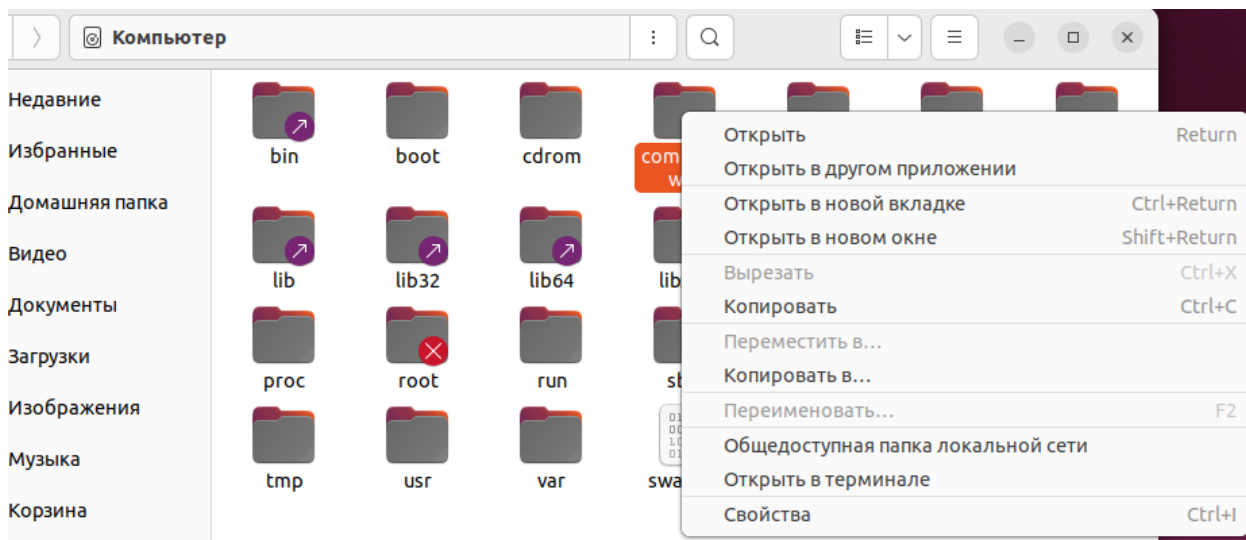 Компьютер
Недавние
Избранные
Домашняя папка
Видео
Документы
Загрузки
Изображения
Музыка
Корзина
bin boot cdrom com
w
lib lib32 lib64 lib
proc root run
tmp usr var swa
Открыть Return
Открыть в другом приложении
Открыть в новой вкладке Ctrl+Return
Открыть в новом окне Shift+Return
Вырезать Ctrl+X
Копировать Ctrl+C
Переместить в...
Копировать в...
Переименовать... F2
Общедоступная папка локальной сети
Открыть в терминале
Свойства Ctrl+I